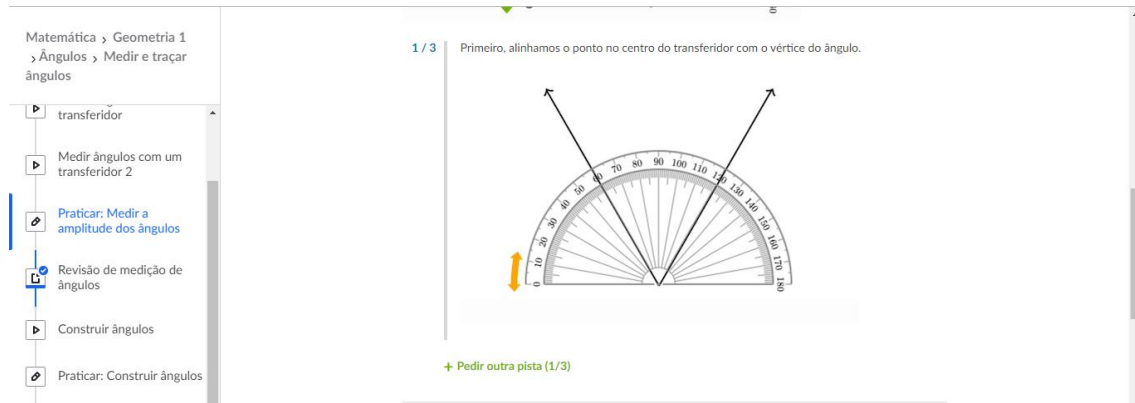 Matemática > Geometria 1
> Ângulos > Medir e traçar
ângulos
transferidor
Medir ângulos com um
transferidor 2
Praticar: Medir a
amplitude dos ângulos
Revisão de medição de
ângulos
Construir ângulos
Praticar: Construir ângulos
1 / 3 Primeiro, alinhamos o ponto no centro do transferidor com o vértice do ângulo.
0 10 20 30 40 50 60 70 80 90 100 110 120 130 140 150 160 170 180
+ Pedir outra pista (1/3)